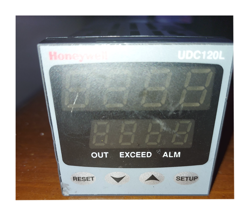 Honeywell UDC120L
OUT EXCEED ALM
RESET SETUP